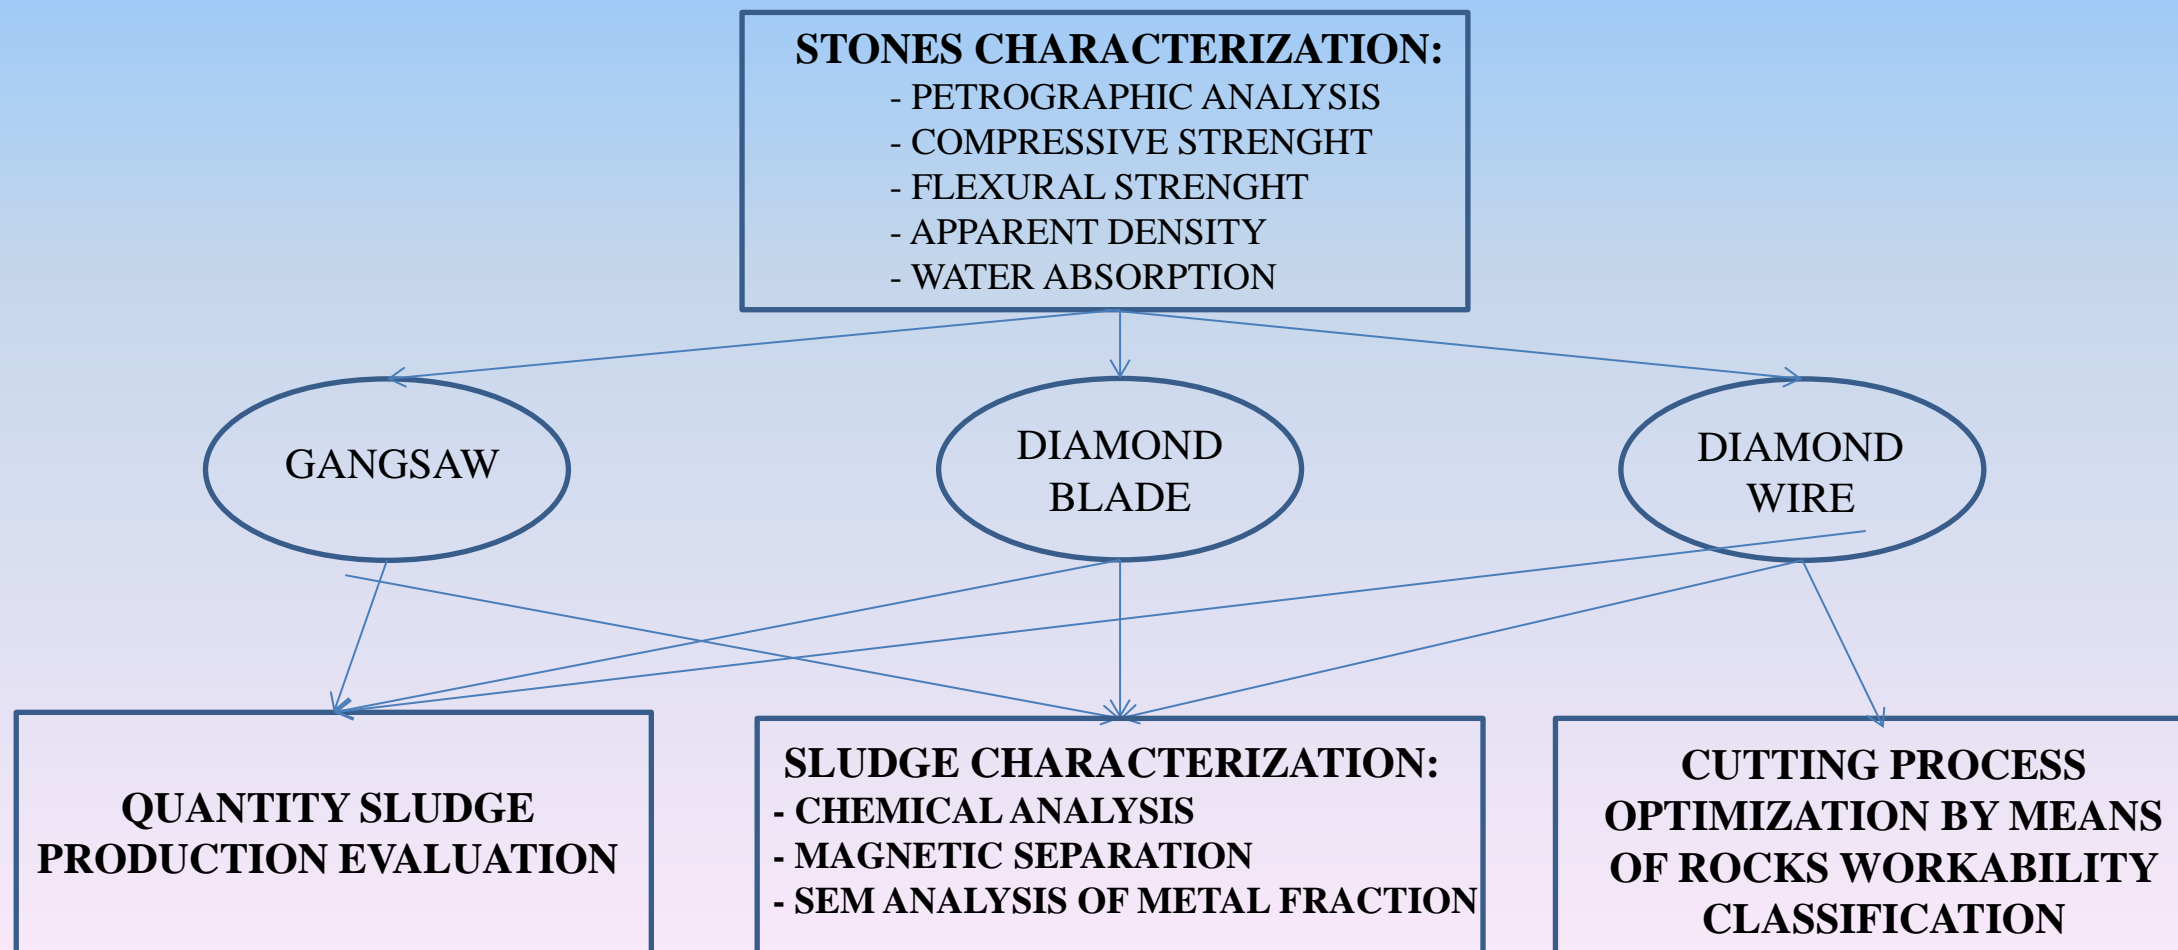 STONES CHARACTERIZATION:
- PETROGRAPHIC ANALYSIS
- COMPRESSIVE STRENGHT
- FLEXURAL STRENGHT
- APPARENT DENSITY
- WATER ABSORPTION
GANGSAW
DIAMOND
BLADE
DIAMOND
WIRE
QUANTITY SLUDGE
PRODUCTION EVALUATION
SLUDGE CHARACTERIZATION:
- CHEMICAL ANALYSIS
- MAGNETIC SEPARATION
- SEM ANALYSIS OF METAL FRACTION
CUTTING PROCESS
OPTIMIZATION BY MEANS
OF ROCKS WORKABILITY
CLASSIFICATION